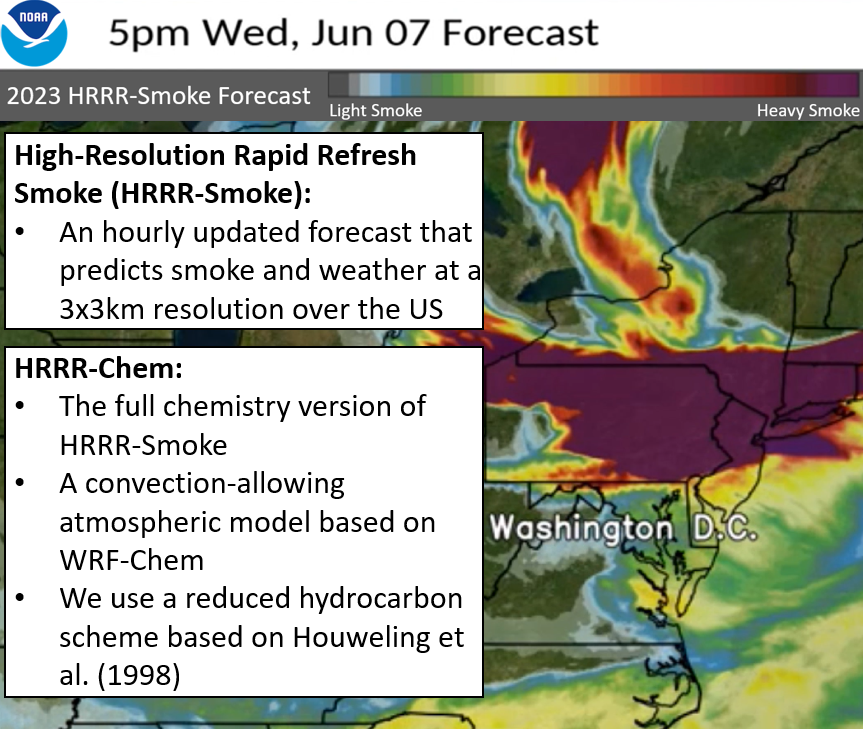 NOAA
5pm Wed, Jun 07 Forecast
2023 HRRR-Smoke Forecast
Light Smoke
Heavy Smoke
High-Resolution Rapid Refresh
Smoke (HRRR-Smoke):
• An hourly updated forecast that
predicts smoke and weather at a
3x3km resolution over the US
HRRR-Chem:
• The full chemistry version of
HRRR-Smoke
• A convection-allowing
atmospheric model based on
WRF-Chem
• We use a reduced hydrocarbon
scheme based on Houweling et
al. (1998)
Washington D.C.